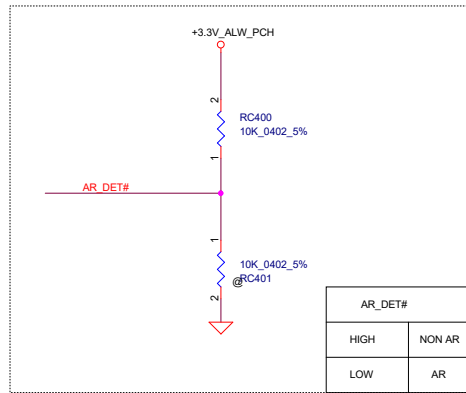 +3.3V_ALW_PCH
2
RC400
10K_0402_5%
1
AR_DET#
1
10K_0402_5%
@RC401
2
AR_DET#
HIGH NON AR
LOW AR